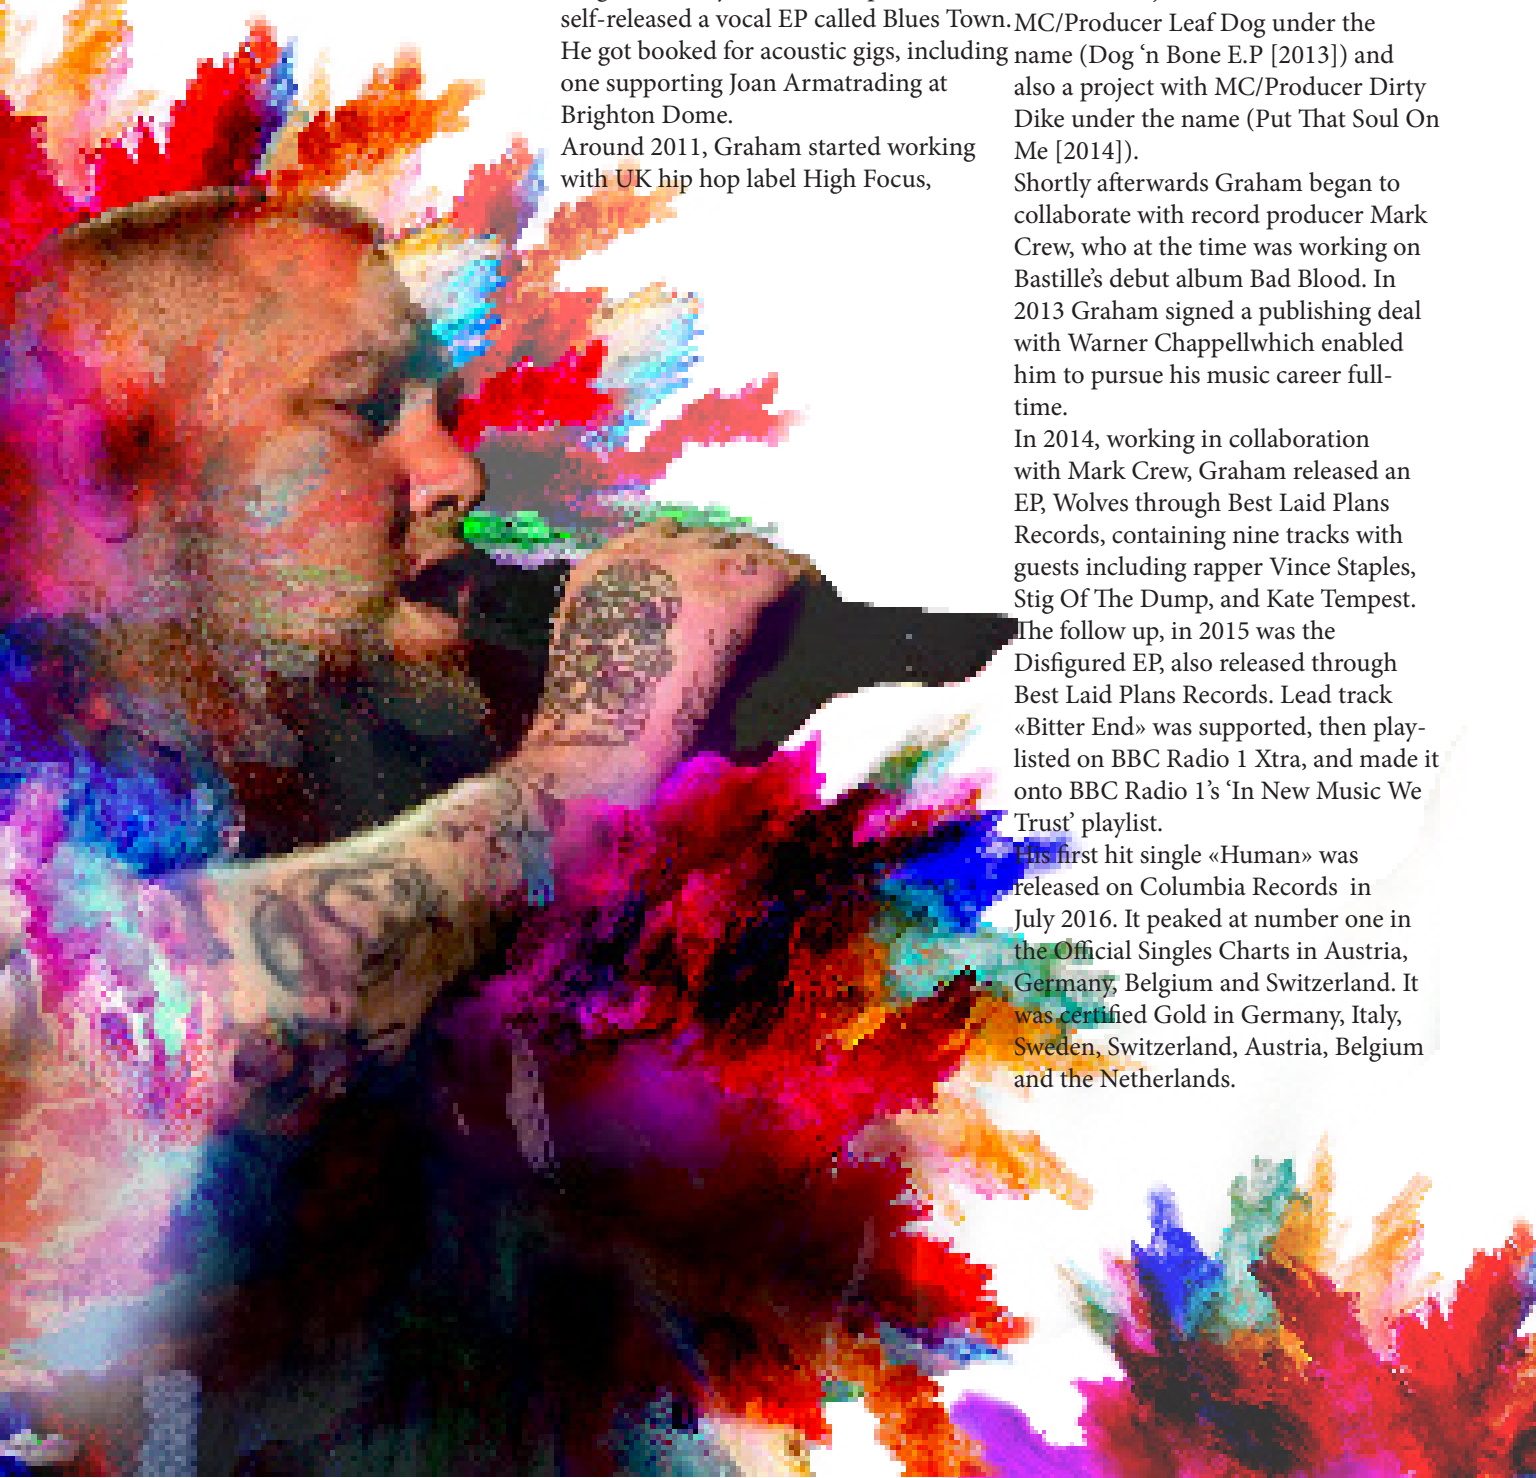 self-released a vocal EP called Blues Town.
He got booked for acoustic gigs, including
one supporting Joan Armatrading at
Brighton Dome.
Around 2011, Graham started working
with UK hip hop label High Focus,
MC/Producer Leaf Dog under the
name (Dog ‘n Bone E.P [2013]) and
also a project with MC/Producer Dirty
Dike under the name (Put That Soul On
Me [2014]).
Shortly afterwards Graham began to
collaborate with record producer Mark
Crew, who at the time was working on
Bastille’s debut album Bad Blood. In
2013 Graham signed a publishing deal
with Warner Chappellwhich enabled
him to pursue his music career full-
time.
In 2014, working in collaboration
with Mark Crew, Graham released an
EP, Wolves through Best Laid Plans
Records, containing nine tracks with
guests including rapper Vince Staples,
Stig Of The Dump, and Kate Tempest.
The follow up, in 2015 was the
Disfigured EP, also released through
Best Laid Plans Records. Lead track
«Bitter End» was supported, then play-
listed on BBC Radio 1 Xtra, and made it
onto BBC Radio 1’s ‘In New Music We
Trust’ playlist.
His first hit single «Human» was
released on Columbia Records  in
July 2016. It peaked at number one in
the Official Singles Charts in Austria,
Germany, Belgium and Switzerland. It
was certified Gold in Germany, Italy,
Sweden, Switzerland, Austria, Belgium
and the Netherlands.